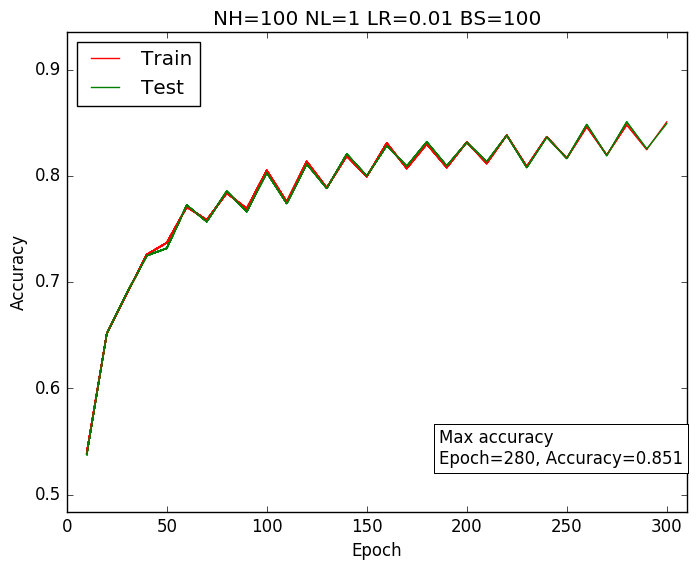 NH=100 NL=1 LR=0.01 BS=100
Train
Test
0.9
0.8
0.7
0.6
0.5
Accuracy
Max accuracy
Epoch=280, Accuracy=0.851
0 50 100 150 200 250 300
Epoch